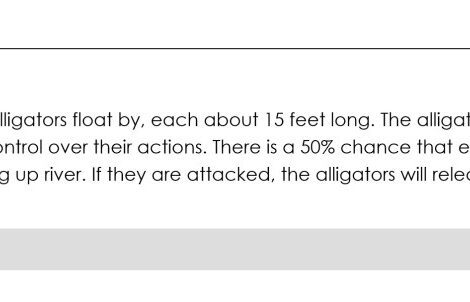 lligators float by, each about 15 feet long. The alligat
ontrol over their actions. There is a 50% chance that e
g up river. If they are attacked, the alligators will relea